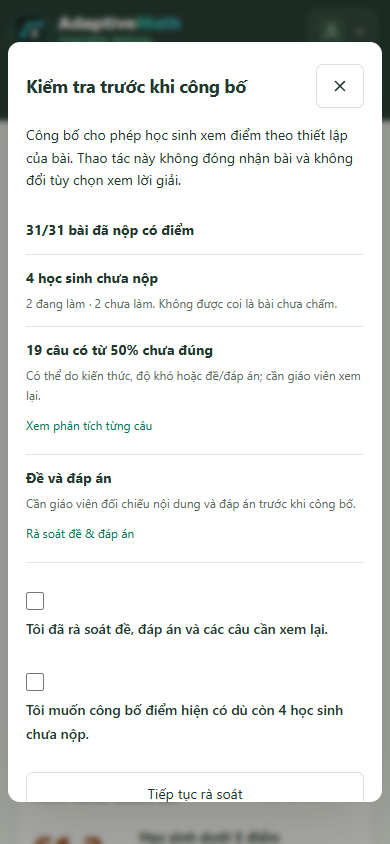 AdaptiveMath
Kiểm tra trước khi công bố
Công bố cho phép học sinh xem điểm theo thiết lập
của bài. Thao tác này không đóng nhận bài và không
đổi tùy chọn xem lời giải.
31/31 bài đã nộp có điểm
4 học sinh chưa nộp
2 đang làm · 2 chưa làm. Không được coi là bài chưa chấm.
19 câu có từ 50% chưa đúng
Có thể do kiến thức, độ khó hoặc đề/đáp án; cần giáo viên xem
lại.
Xem phân tích từng câu
Đề và đáp án
Cần giáo viên đối chiếu nội dung và đáp án trước khi công bố.
Rà soát đề & đáp án
Tôi đã rà soát đề, đáp án và các câu cần xem lại.
Tôi muốn công bố điểm hiện có dù còn 4 học sinh
chưa nộp.
Tiếp tục rà soát